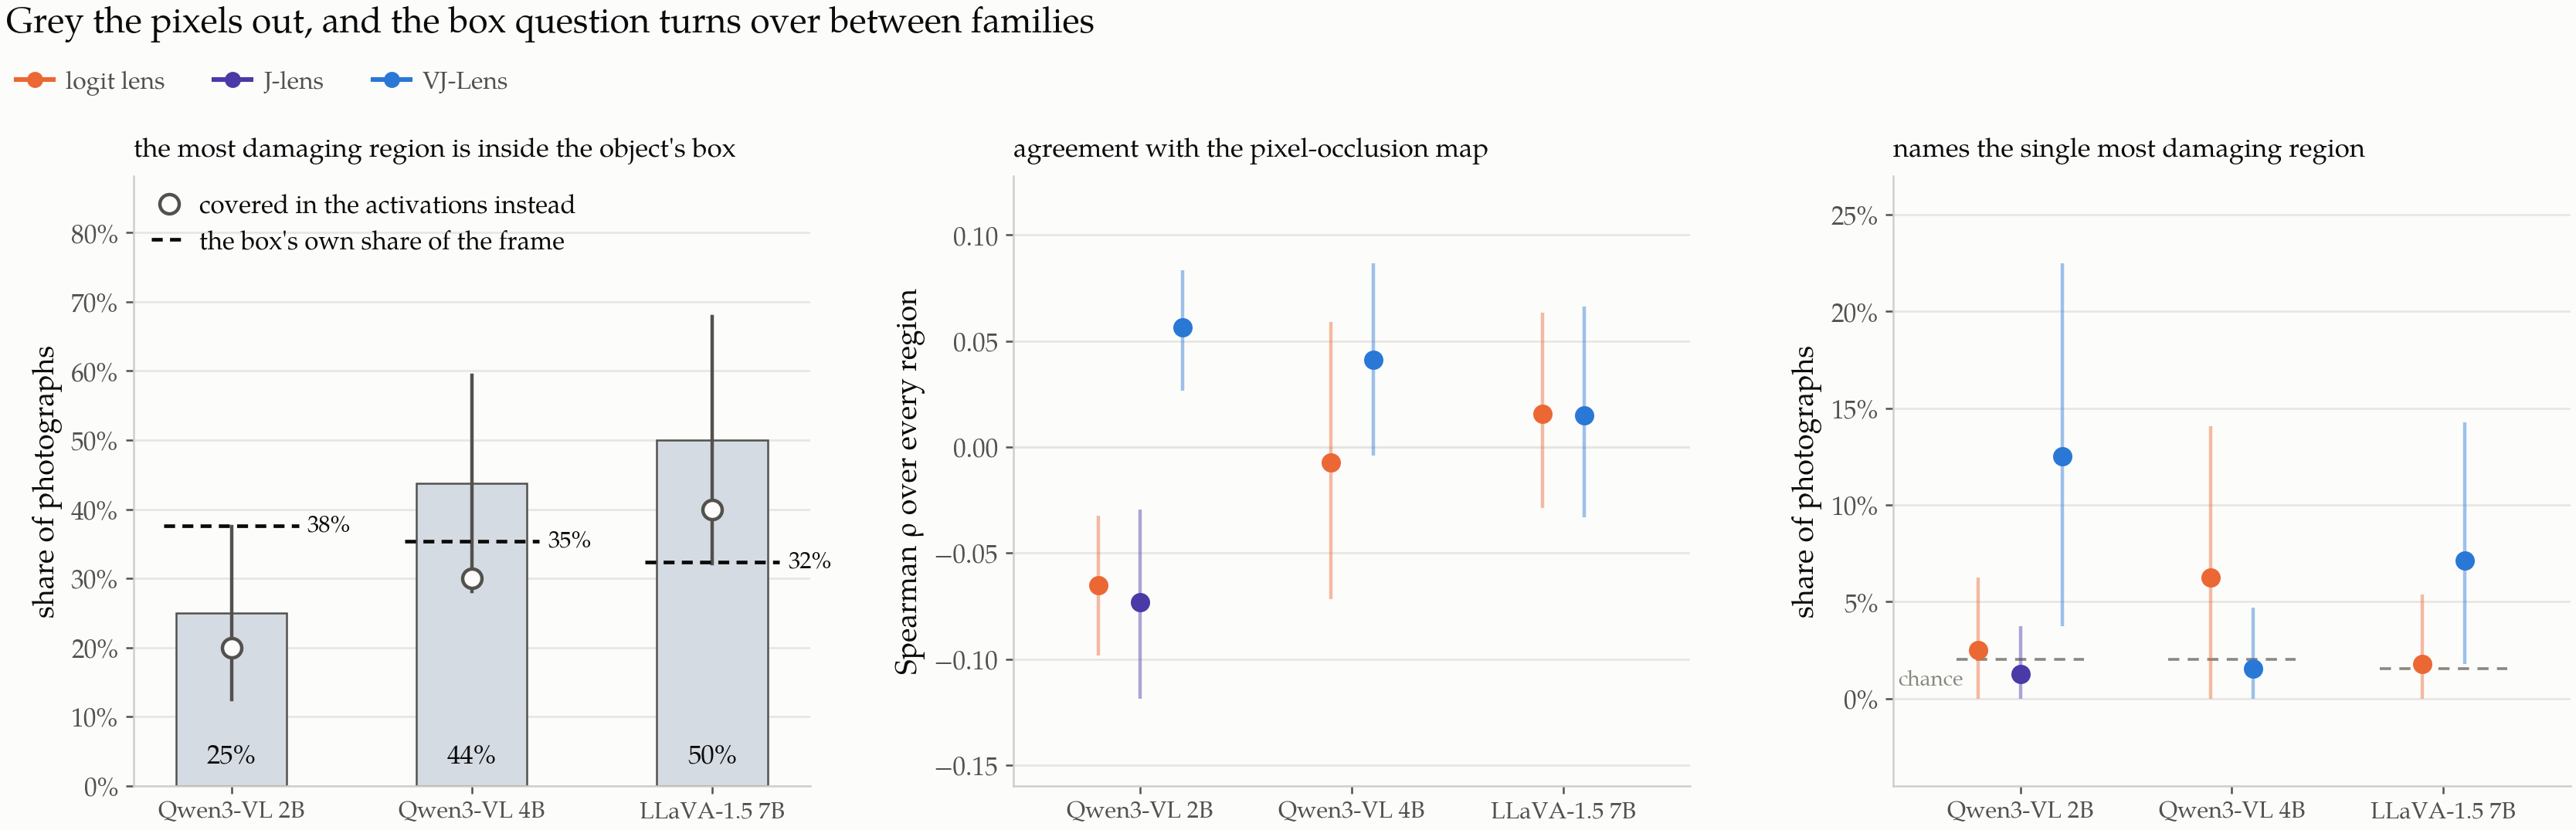 Grey the pixels out, and the box question turns over between families
logit lens
J-lens
VJ-Lens
the most damaging region is inside the object's box
covered in the activations instead
the box's own share of the frame
share of photographs
80%
70%
60%
50%
40%
30%
20%
10%
0%
38%
35%
32%
25%
44%
50%
Qwen3-VL 2B
Qwen3-VL 4B
LLaVA-1.5 7B
agreement with the pixel-occlusion map
Spearman ρ over every region
0.10
0.05
0.00
−0.05
−0.10
−0.15
Qwen3-VL 2B
Qwen3-VL 4B
LLaVA-1.5 7B
names the single most damaging region
share of photographs
25%
20%
15%
10%
5%
0%
chance
Qwen3-VL 2B
Qwen3-VL 4B
LLaVA-1.5 7B